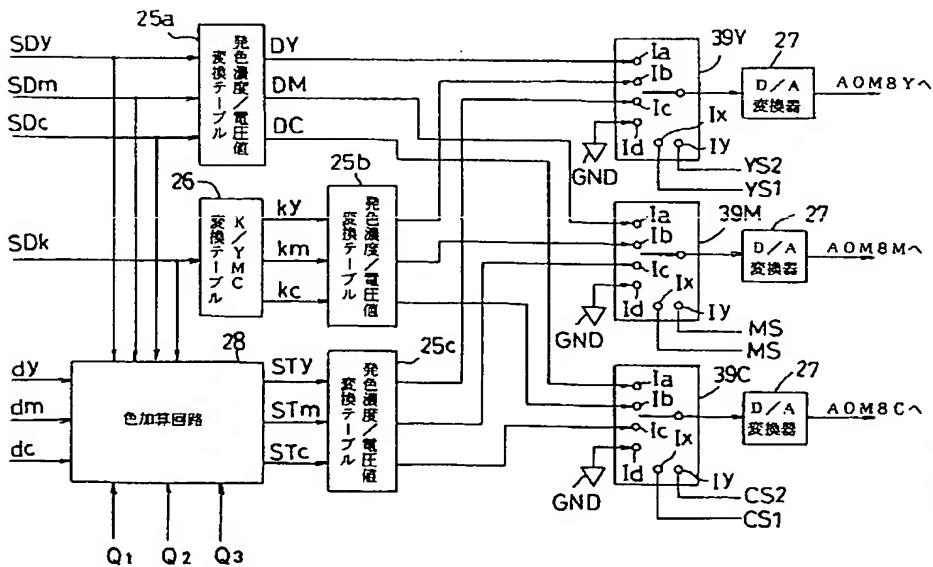 25a
SDy
SDm
SDc
発色濃度/電圧値
変換テーブル
DY
DM
DC
25b
26
SDk
K/YMC
変換テーブル
ky
km
kc
発色濃度/電圧値
変換テーブル
28
25c
dy
dm
dc
色加算回路
STy
STm
STc
発色濃度/電圧値
変換テーブル
Q1
Q2
Q3
39Y
Ia
Ib
Ic
Id
Ix
Iy
GND
YS2
YS1
27
D/A
変換器
AOM8Yへ
39M
Ia
Ib
Ic
Id
Ix
Iy
GND
MS
MS
27
D/A
変換器
AOM8Mへ
39C
Ia
Ib
Ic
Id
Ix
Iy
GND
CS2
CS1
27
D/A
変換器
AOM8Cへ